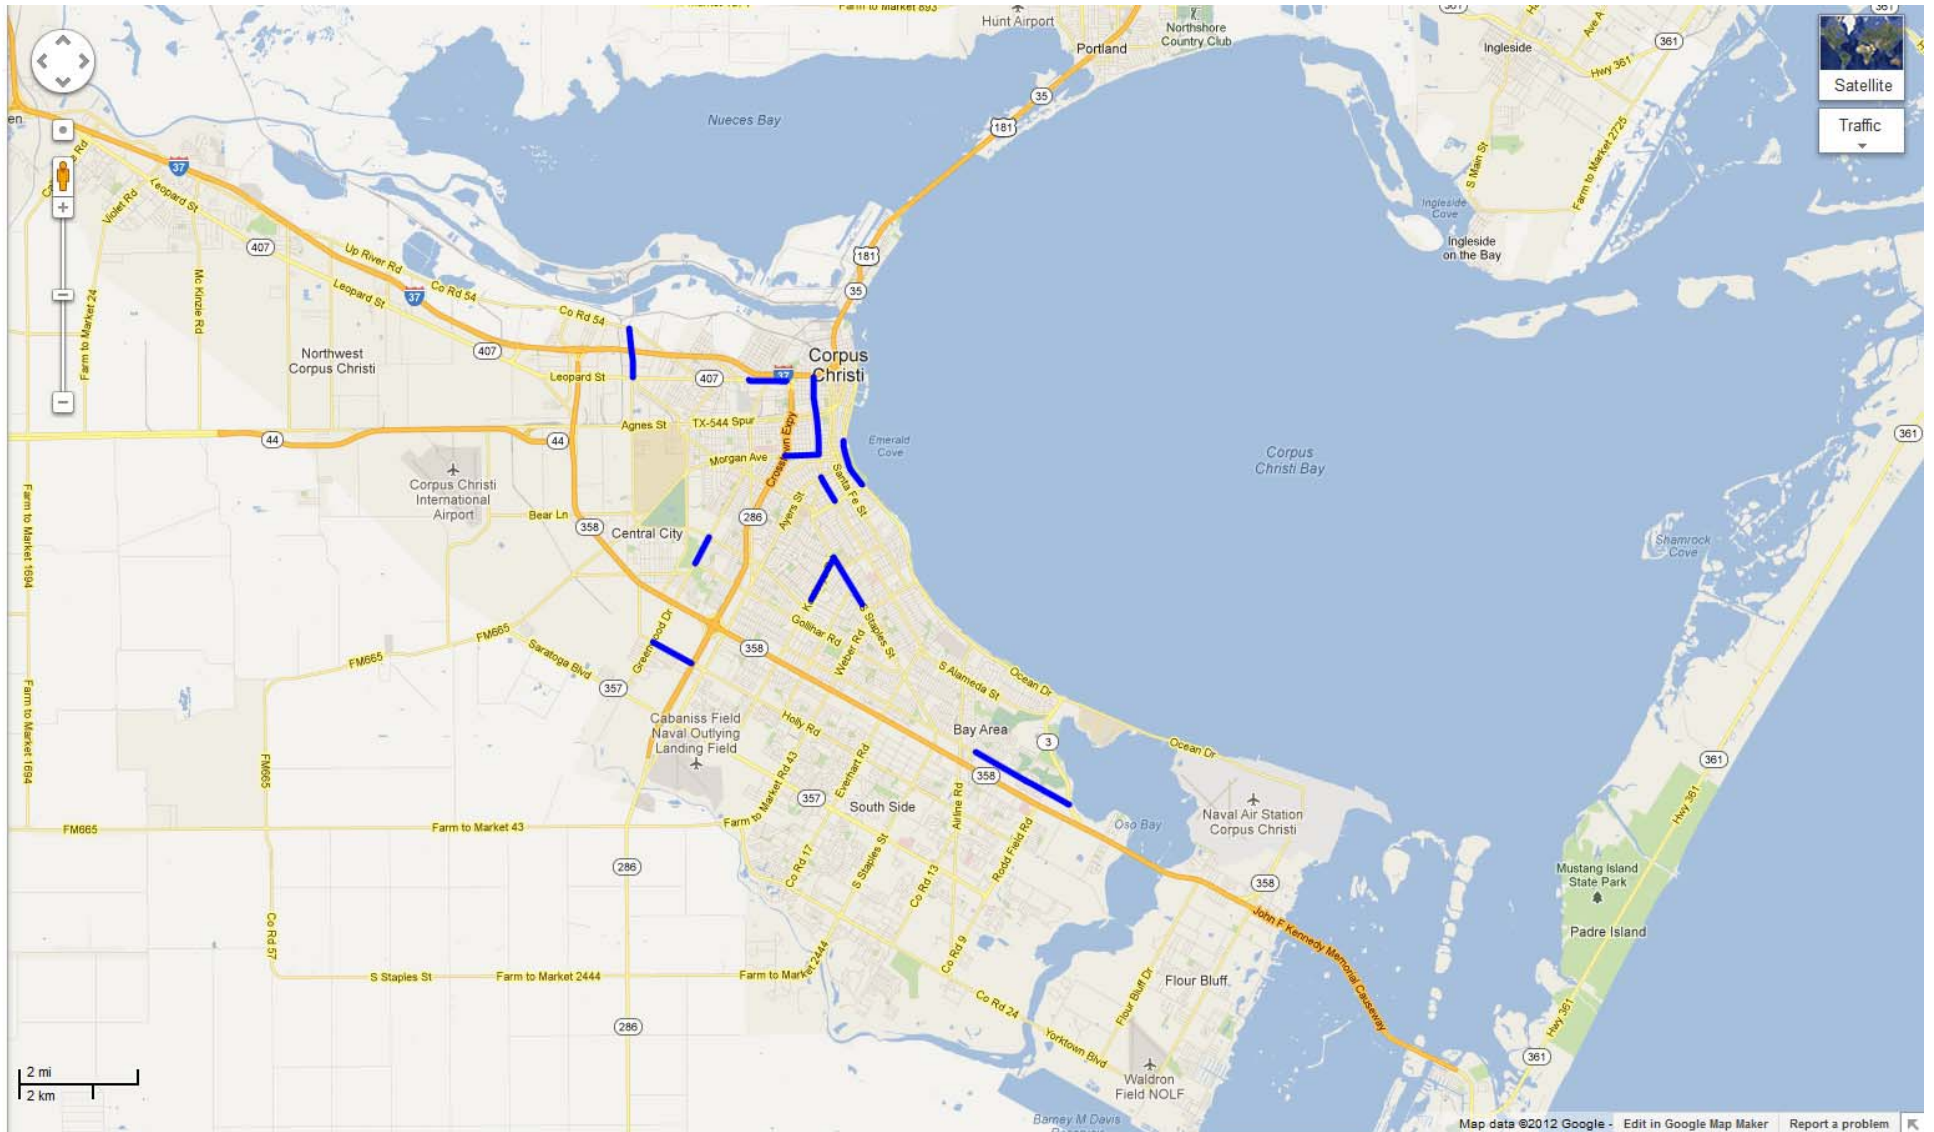 Farm to Market 893
Hunt Airport
Northshore
Country Club
Portland
Ingleside
361
Ave A
361
Hwy 361
Satellite
Traffic
35
181
Nueces Bay
37
Leopard St
Violet Rd
S Main St
Farm to Market 2725
Ingleside
Cove
Ingleside
on the Bay
407
Up River Rd
181
Mc Kinzie Rd
Farm to Market 24
Leopard St
37
Co Rd 54
35
Co Rd 54
Northwest
Corpus Christi
407
Corpus
Christi
Leopard St
407
37
Agnes St
TX-544 Spur
44
44
Crosstown Expy
Emerald
Cove
361
Corpus Christi
International
Airport
Morgan Ave
Santa Fe St
Corpus
Christi Bay
Farm to Market 1694
Bear Ln
358
Central City
286
Ayers St
Shamrock
Cove
FM665
FM665
Saratoga Blvd
Greenwood Dr
358
Gollihar Rd
Weber Rd
S Staples St
357
S Alameda St
Ocean Dr
Farm to Market 1694
Cabaniss Field
Naval Outlying
Landing Field
Holly Rd
Bay Area
3
Ocean Dr
361
FM665
Farm to Market 43
Everhart Rd
358
357
South Side
Airline Rd
Naval Air Station
Corpus Christi
Hwy 361
FM665
Farm to Market 43
Farm to Market 43
Oso Bay
Rodd Field Rd
286
Co Rd 17
S Staples St
Co Rd 13
358
Mustang Island
State Park
Co Rd 57
John F Kennedy Memorial Causeway
Padre Island
S Staples St
Farm to Market 2444
Farm to Market 2444
Co Rd 9
Flour Bluff Dr
Flour Bluff
Co Rd 24
Hwy 361
286
Yorktown Blvd
361
2 mi
2 km
Waldron
Field NOLF
Barney M Davis
Map data ©2012 Google - Edit in Google Map Maker Report a problem